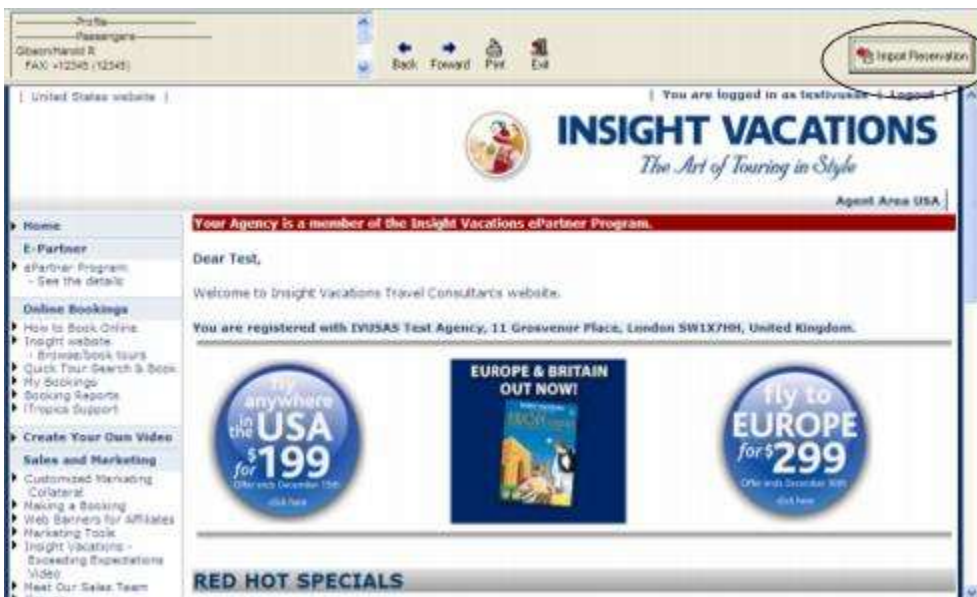 Profile
Passengers
Gibson/Harold R
FAX: +12345 (12345)
Back Forward Print Exit
Import Reservation
| United States website |
| You are logged in as testivusas | Logout |
INSIGHT VACATIONS
The Art of Touring in Style
Agent Area USA
Home
E-Partner
ePartner Program
- See the details
Online Bookings
How to Book Online
Insight website
- Browse/book tours
Quick Tour Search & Book
My Bookings
Booking Reports
ITropics Support
Create Your Own Video
Sales and Marketing
Customized Marketing
Collateral
Making a Booking
Web Banners for Affiliates
Marketing Tools
Insight Vacations -
Exceeding Expectations
Video
Meet Our Sales Team
Your Agency is a member of the Insight Vacations ePartner Program.
Dear Test,
Welcome to Insight Vacations Travel Consultants website.
You are registered with IVUSAS Test Agency, 11 Grosvenor Place, London SW1X7HH, United Kingdom.
fly
anywhere
in the USA
for $199
Offer ends December 15th
click here
EUROPE & BRITAIN
OUT NOW!
fly to
EUROPE
for $299
click here
RED HOT SPECIALS